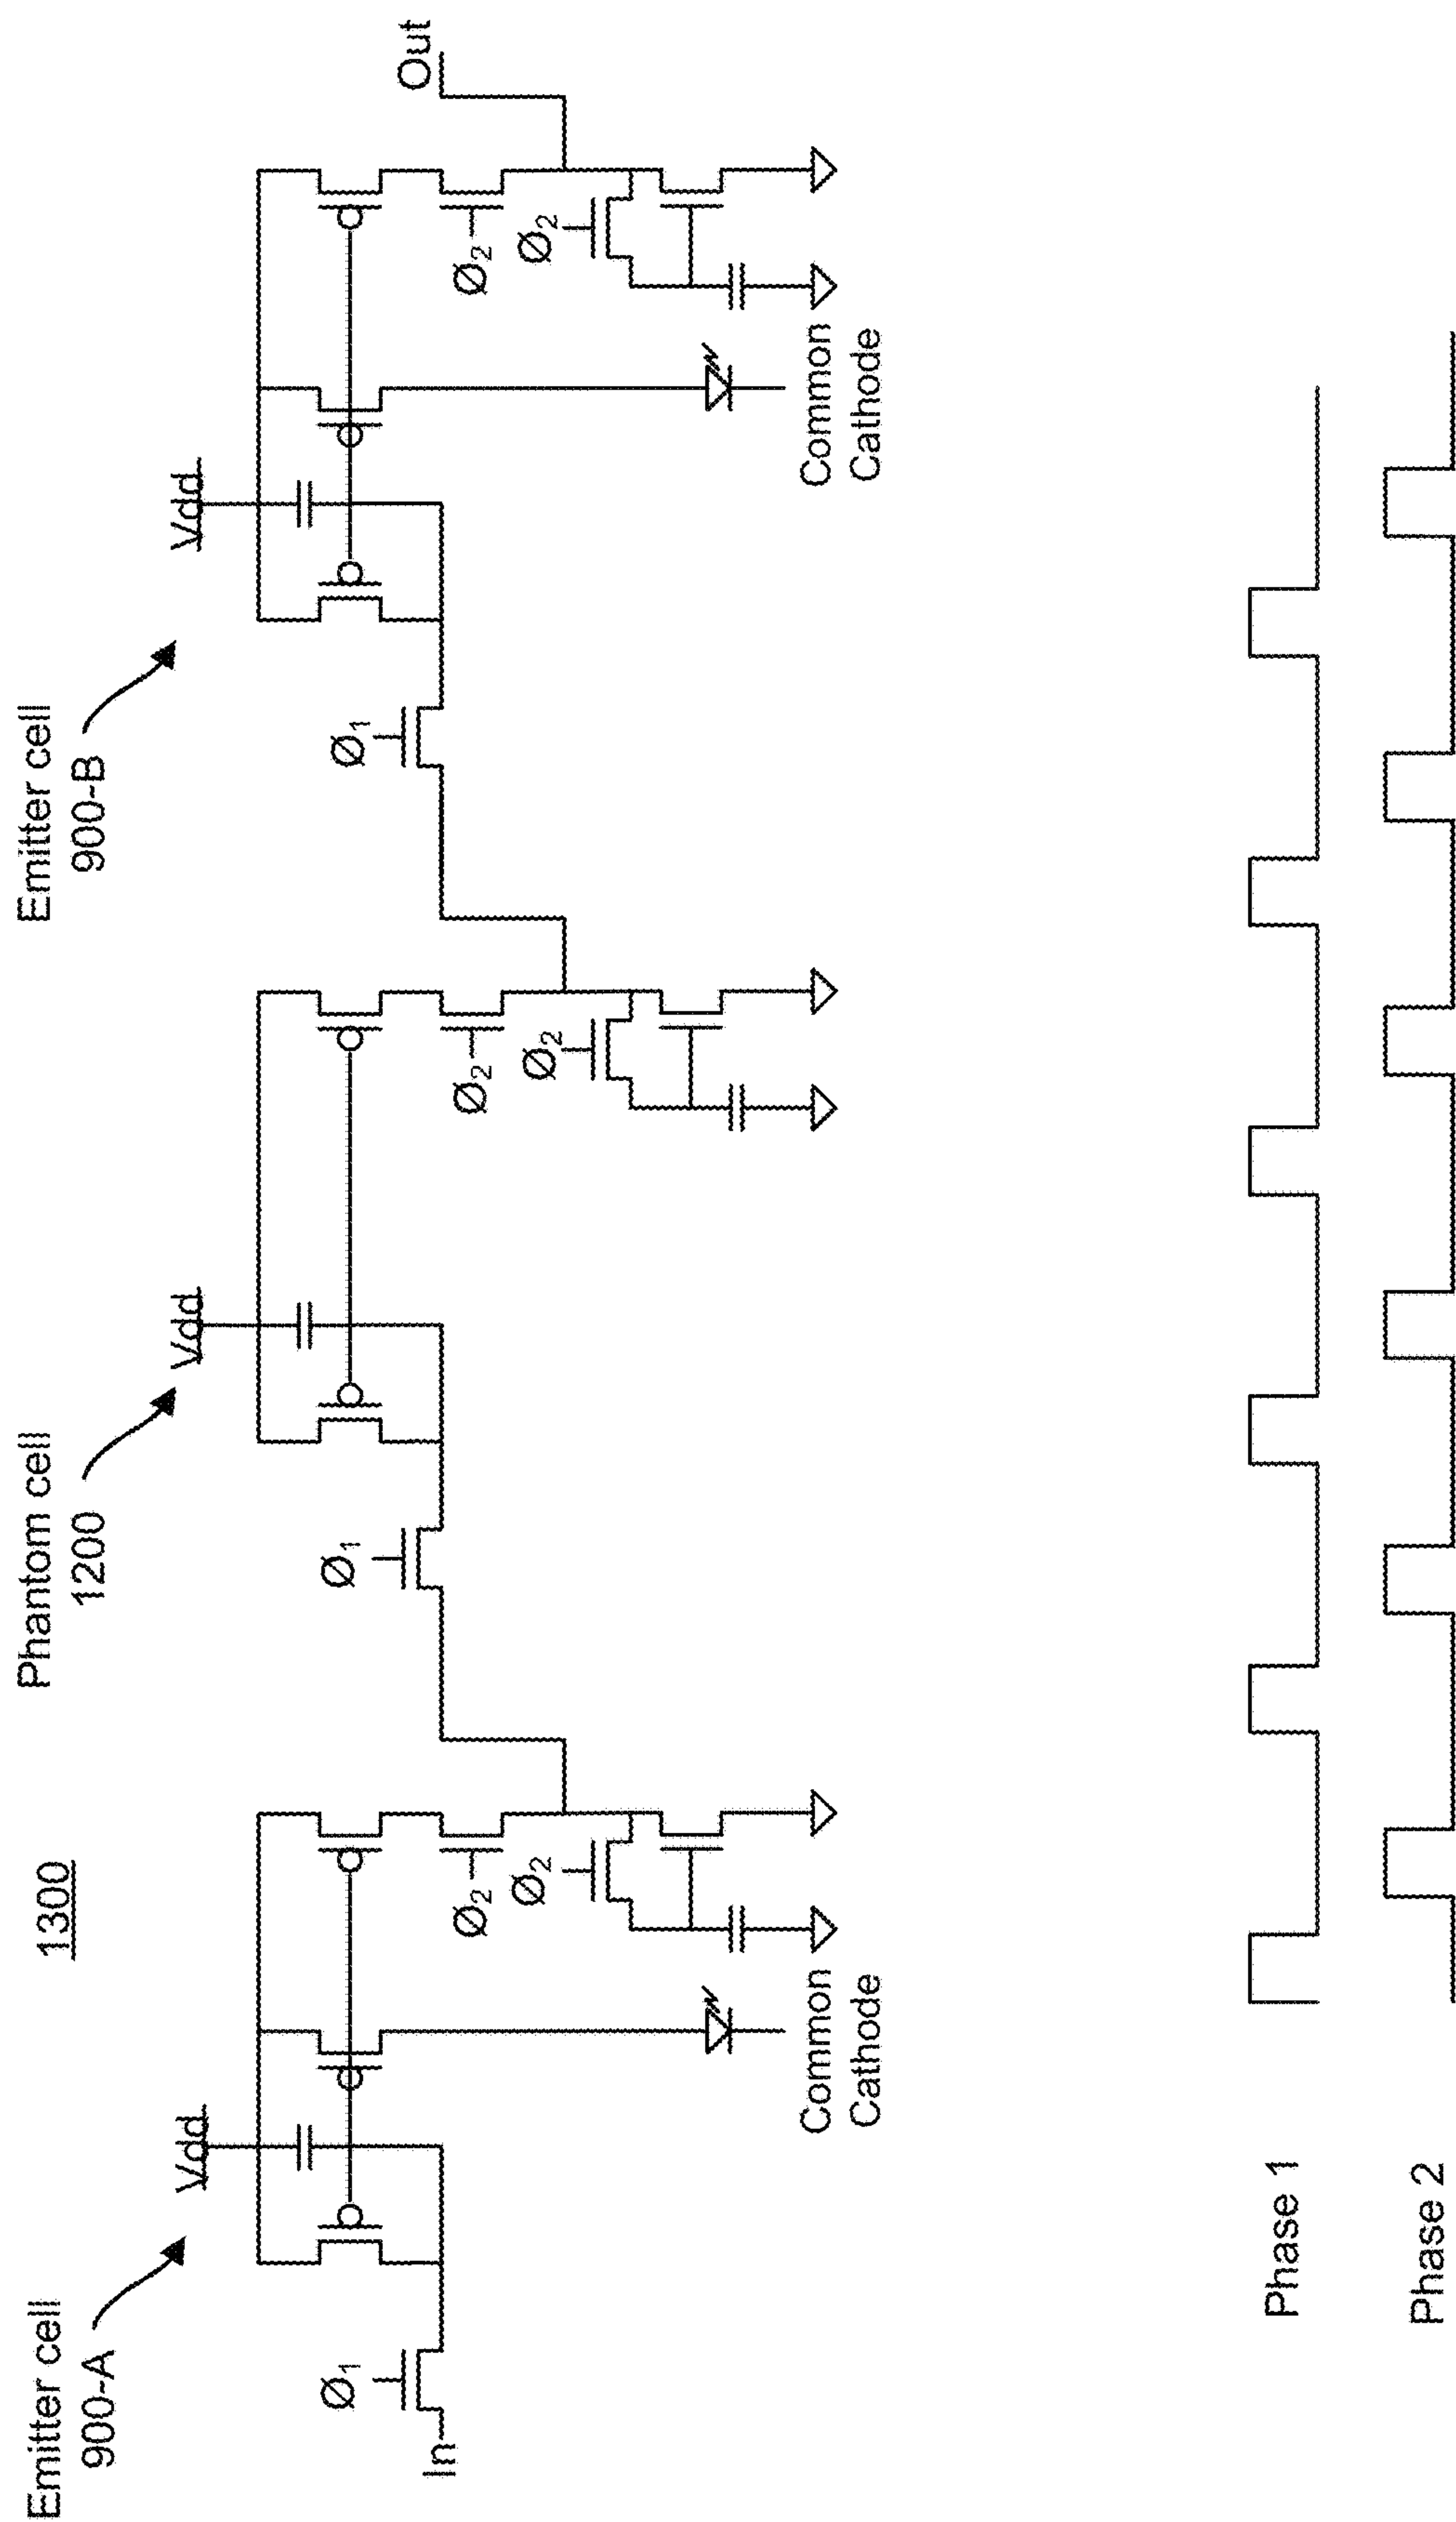 1300
Emitter cell
900-A
Phantom cell
1200
Emitter cell
900-B
Vdd
Vdd
Vdd
In
Ø1
Ø2
Ø2
Common
Cathode
Ø1
Ø2
Ø2
Ø1
Ø2
Ø2
Common
Cathode
Out
Phase 1
Phase 2